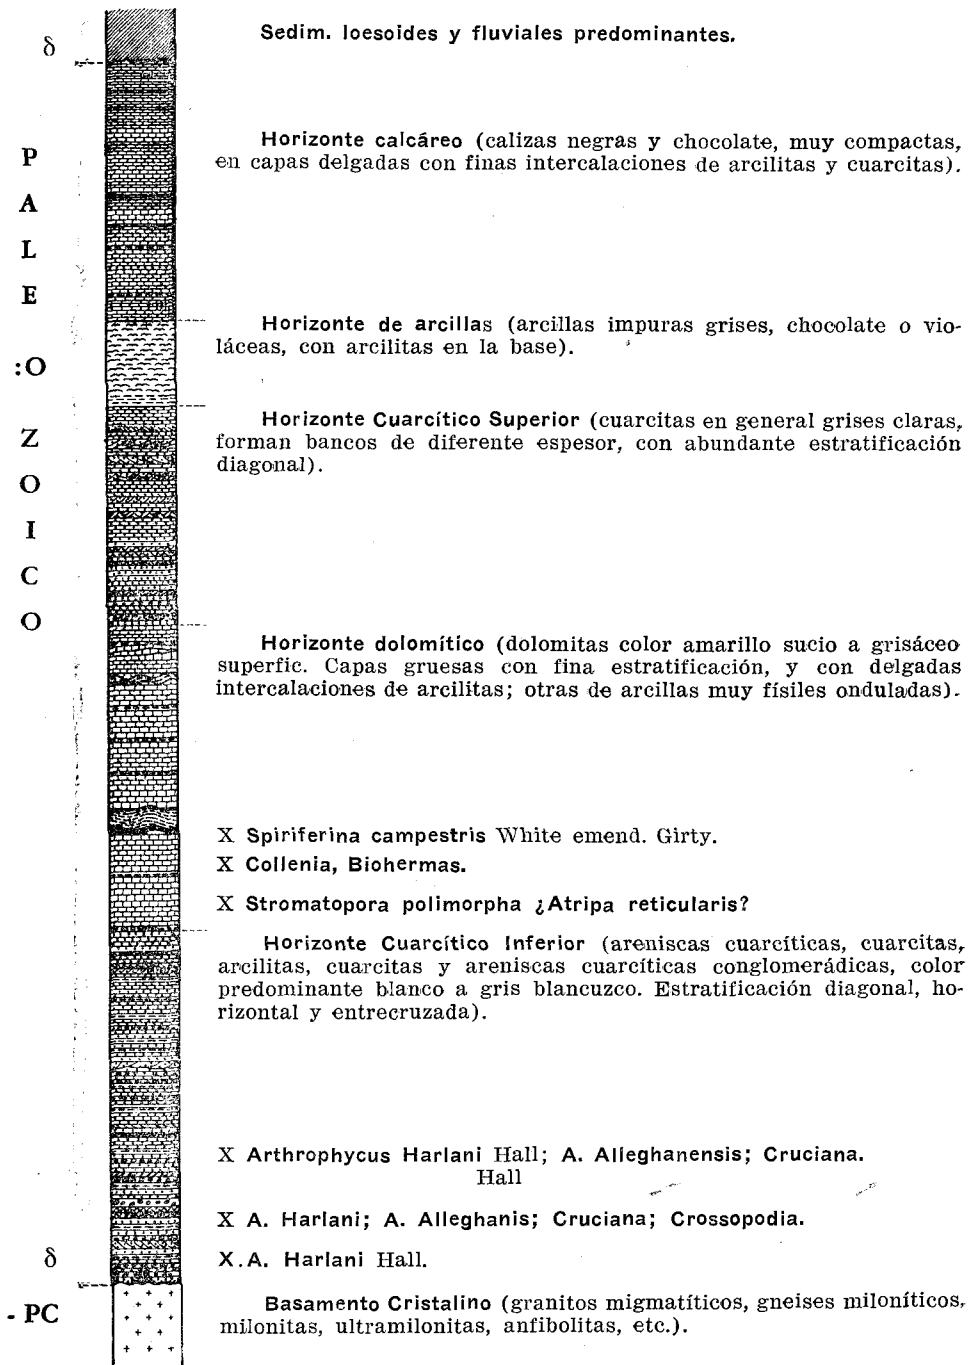 δ
Sedim. loesoides y fluviales predominantes.
Horizonte calcáreo (calizas negras y chocolate, muy compactas,
en capas delgadas con finas intercalaciones de arcilitas y cuarcitas).
P
A
L
E
:O
Z
O
I
C
O
Horizonte de arcillas (arcillas impuras grises, chocolate o vio-
láceas, con arcilitas en la base).
Horizonte Cuarcítico Superior (cuarcitas en general grises claras,
forman bancos de diferente espesor, con abundante estratificación
diagonal).
Horizonte dolomítico (dolomitas color amarillo sucio a grisáceo
superfic. Capas gruesas con fina estratificación, y con delgadas
intercalaciones de arcilitas; otras de arcillas muy físiles onduladas).
X Spiriferina campestris White emend. Girty.
X Collenia, Biohermas.
X Stromatopora polimorpha ¿Atripa reticularis?
Horizonte Cuarcítico Inferior (areniscas cuarcíticas, cuarcitas,
arcilitas, cuarcitas y areniscas cuarcíticas conglomerádicas, color
predominante blanco a gris blancuzco. Estratificación diagonal, ho-
rizontal y entrecruzada).
X Arthrophycus Harlani Hall; A. Alleghanensis; Cruciana.
Hall
X A. Harlani; A. Alleghanis; Cruciana; Crossopodia.
δ
X.A. Harlani Hall.
- PC
Basamento Cristalino (granitos migmatíticos, gneises miloníticos,
milonitas, ultramilonitas, anfibolitas, etc.).